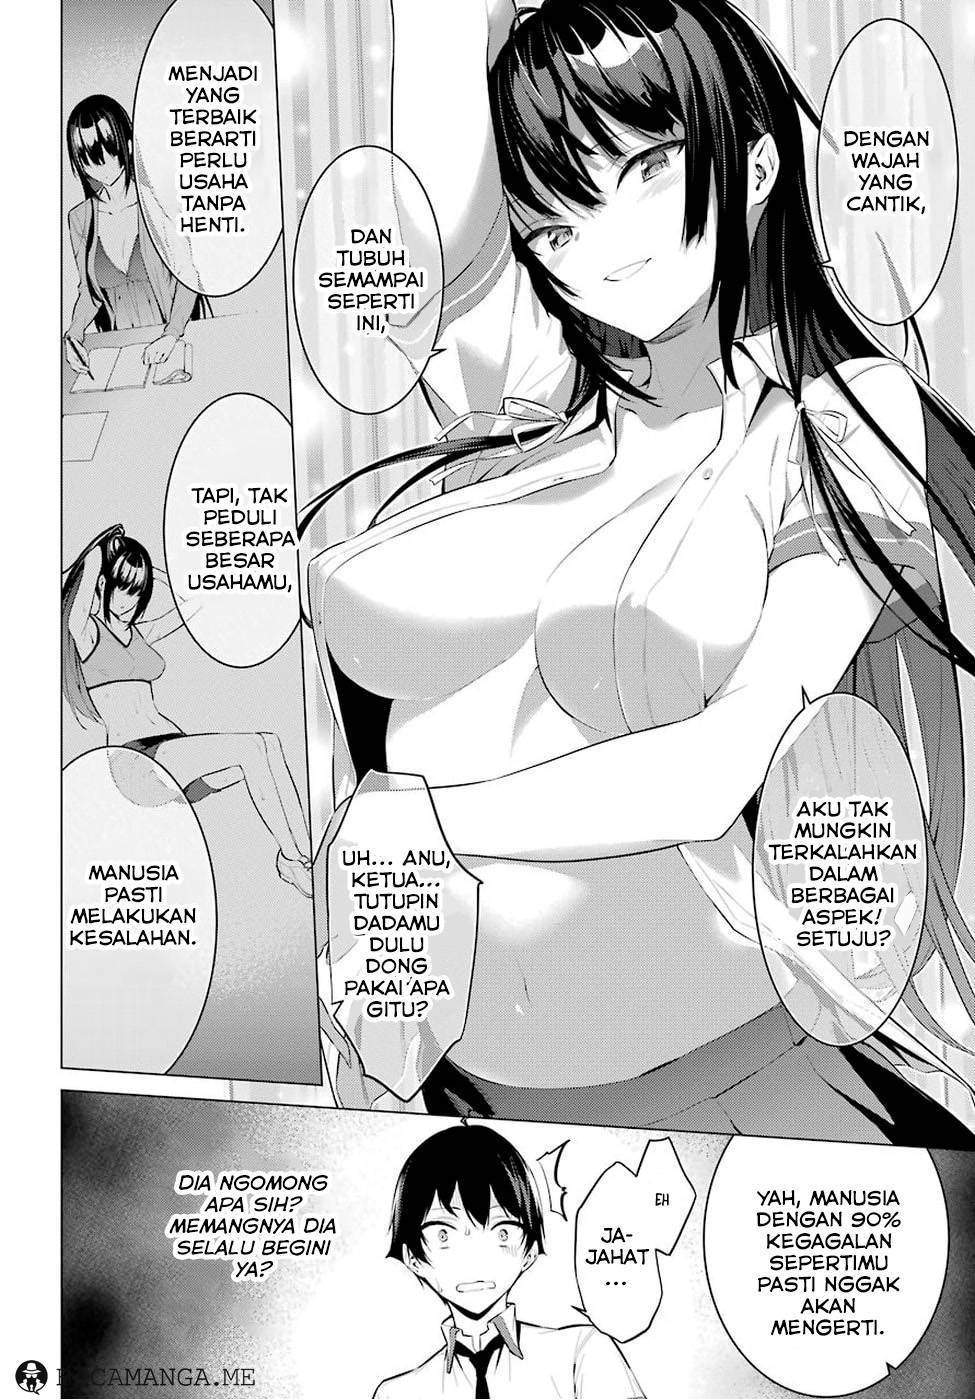 DENGAN
WAJAH
YANG
CANTIK,
DAN
TUBUH
SEMAMPAI
SEPERTI
INI,
AKU TAK
MUNGKIN
TERKALAHKAN
DALAM
BERBAGAI
ASPEK!
SETUJU?
UH... ANU,
KETUA...
TUTUPIN
DADAMU
DULU
DONG
PAKAI APA
GITU?
MENJADI
YANG
TERBAIK
BERARTI
PERLU
USAHA
TANPA
HENTI.
TAPI, TAK
PEDULI
SEBERAPA
BESAR
USAHAMU,
MANUSIA
PASTI
MELAKUKAN
KESALAHAN.
YAH, MANUSIA
DENGAN 90%
KEGAGALAN
SEPERTIMU
PASTI NGGAK
AKAN
MENGERTI.
EH
JA-
JAHAT
...
DIA NGOMONG
APA SIH?
MEMANGNYA DIA
SELALU BEGINI
YA?
CAMANGA.ME